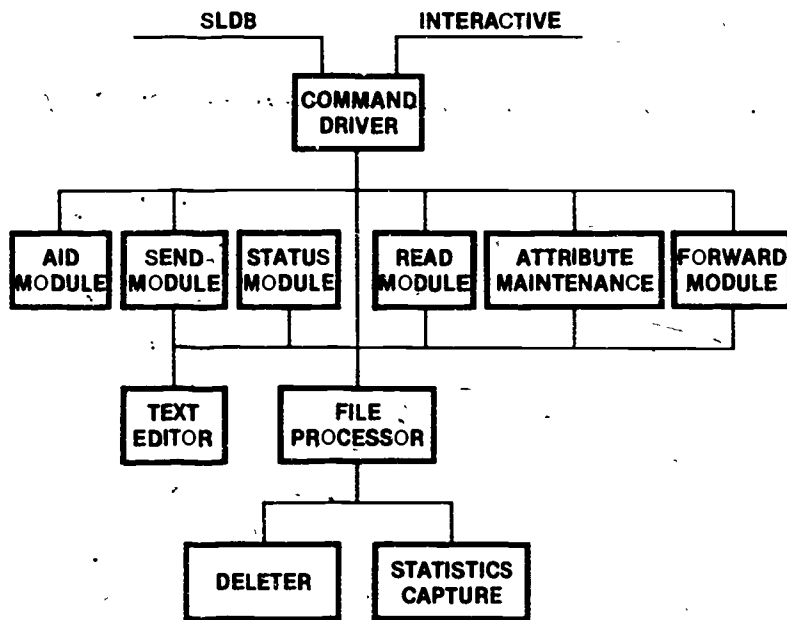 SLDB
INTERACTIVE
COMMAND
DRIVER
AID
MODULE
SEND
MODULE
STATUS
MODULE
READ
MODULE
ATTRIBUTE
MAINTENANCE
FORWARD
MODULE
TEXT
EDITOR
FILE
PROCESSOR
DELETER
STATISTICS
CAPTURE